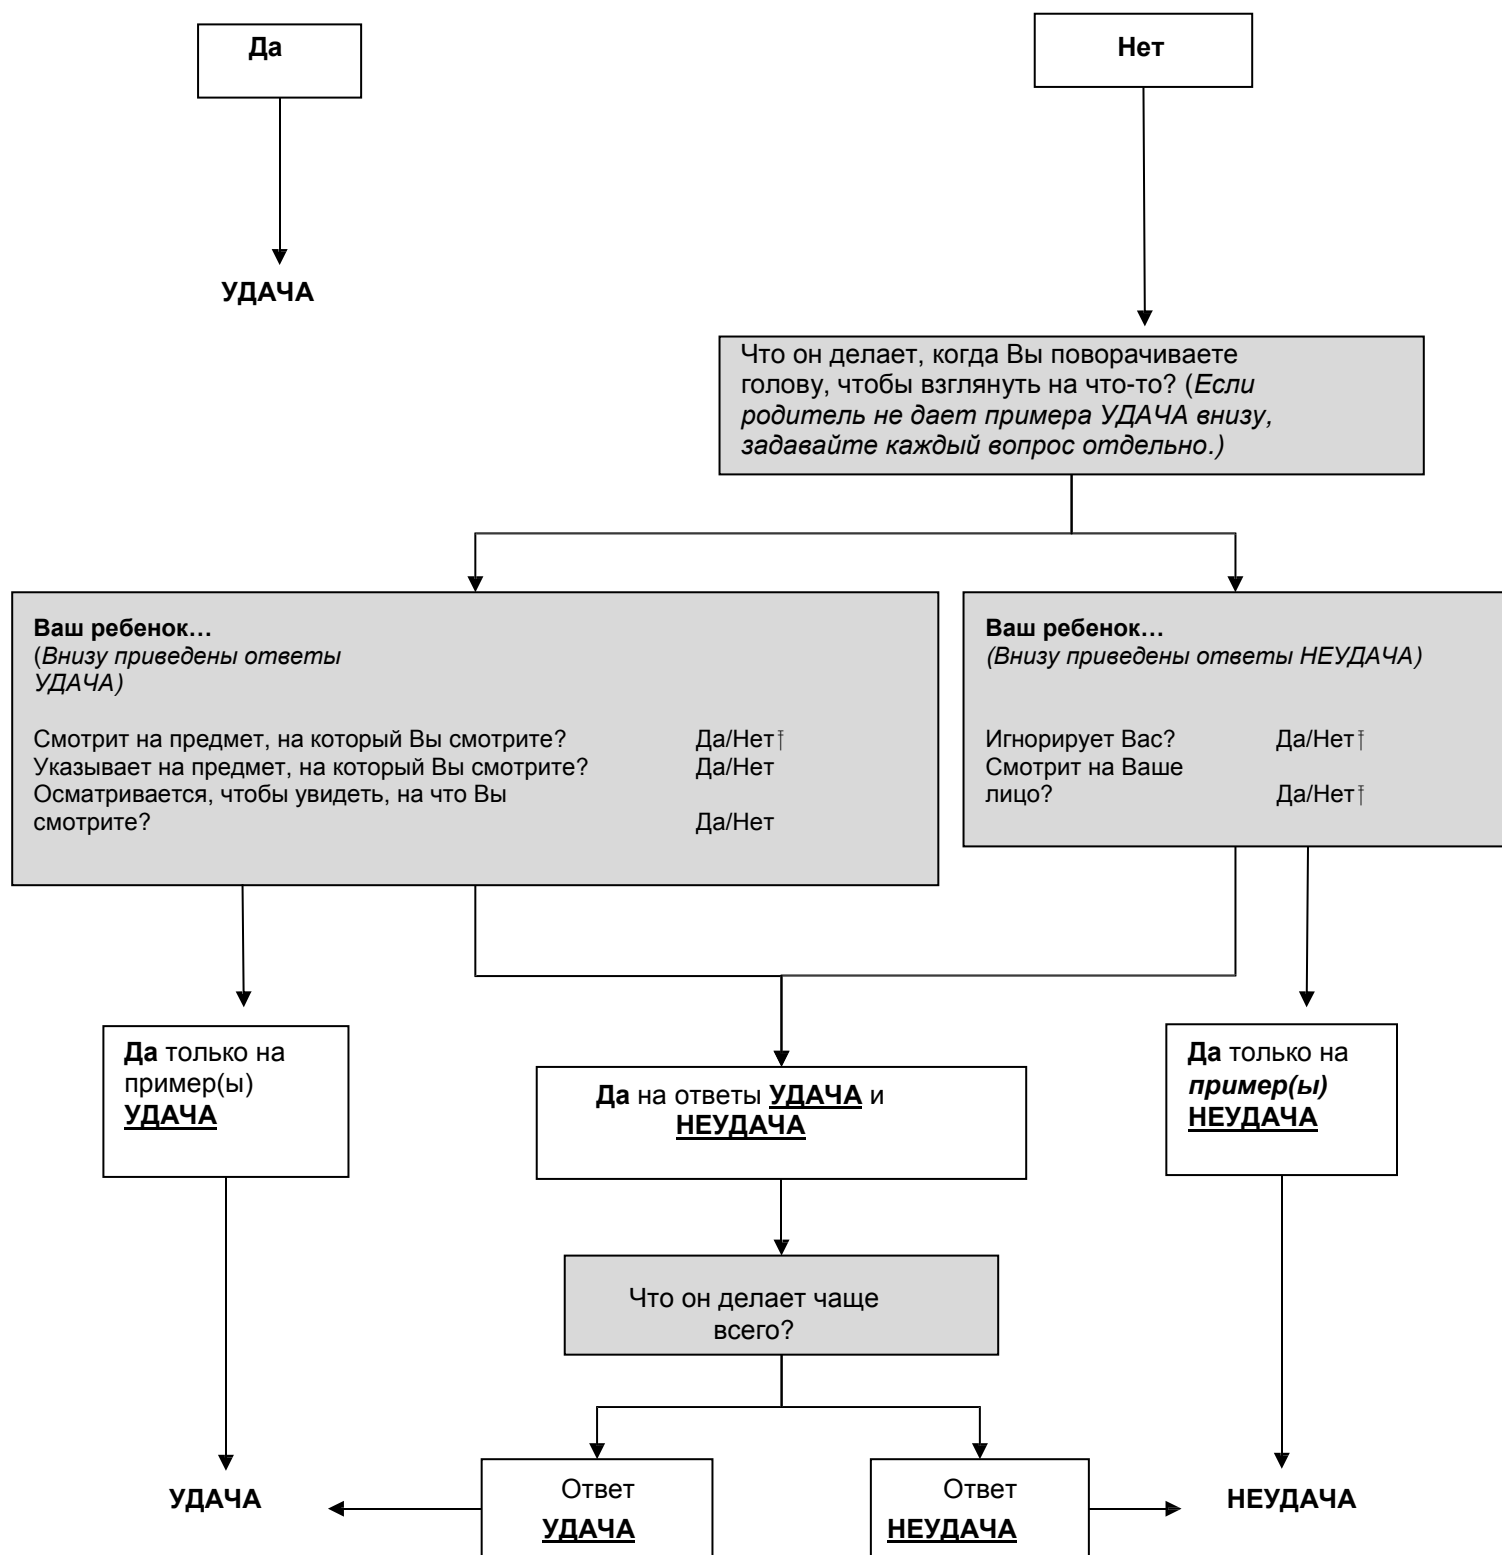 Да
Нет
УДАЧА
Что он делает, когда Вы поворачиваете
голову, чтобы взглянуть на что-то? (Если
родитель не дает примера УДАЧА внизу,
задавайте каждый вопрос отдельно.)
Ваш ребенок…
(Внизу приведены ответы
УДАЧА)
Смотрит на предмет, на который Вы смотрите? Да/Нет†
Указывает на предмет, на который Вы смотрите? Да/Нет
Осматривается, чтобы увидеть, на что Вы
смотрите? Да/Нет
Ваш ребенок…
(Внизу приведены ответы НЕУДАЧА)
Игнорирует Вас? Да/Нет†
Смотрит на Ваше
лицо? Да/Нет†
Да только на
пример(ы)
УДАЧА
Да на ответы УДАЧА и
НЕУДАЧА
Да только на
пример(ы)
НЕУДАЧА
Что он делает чаще
всего?
УДАЧА
Ответ
УДАЧА
Ответ
НЕУДАЧА
НЕУДАЧА